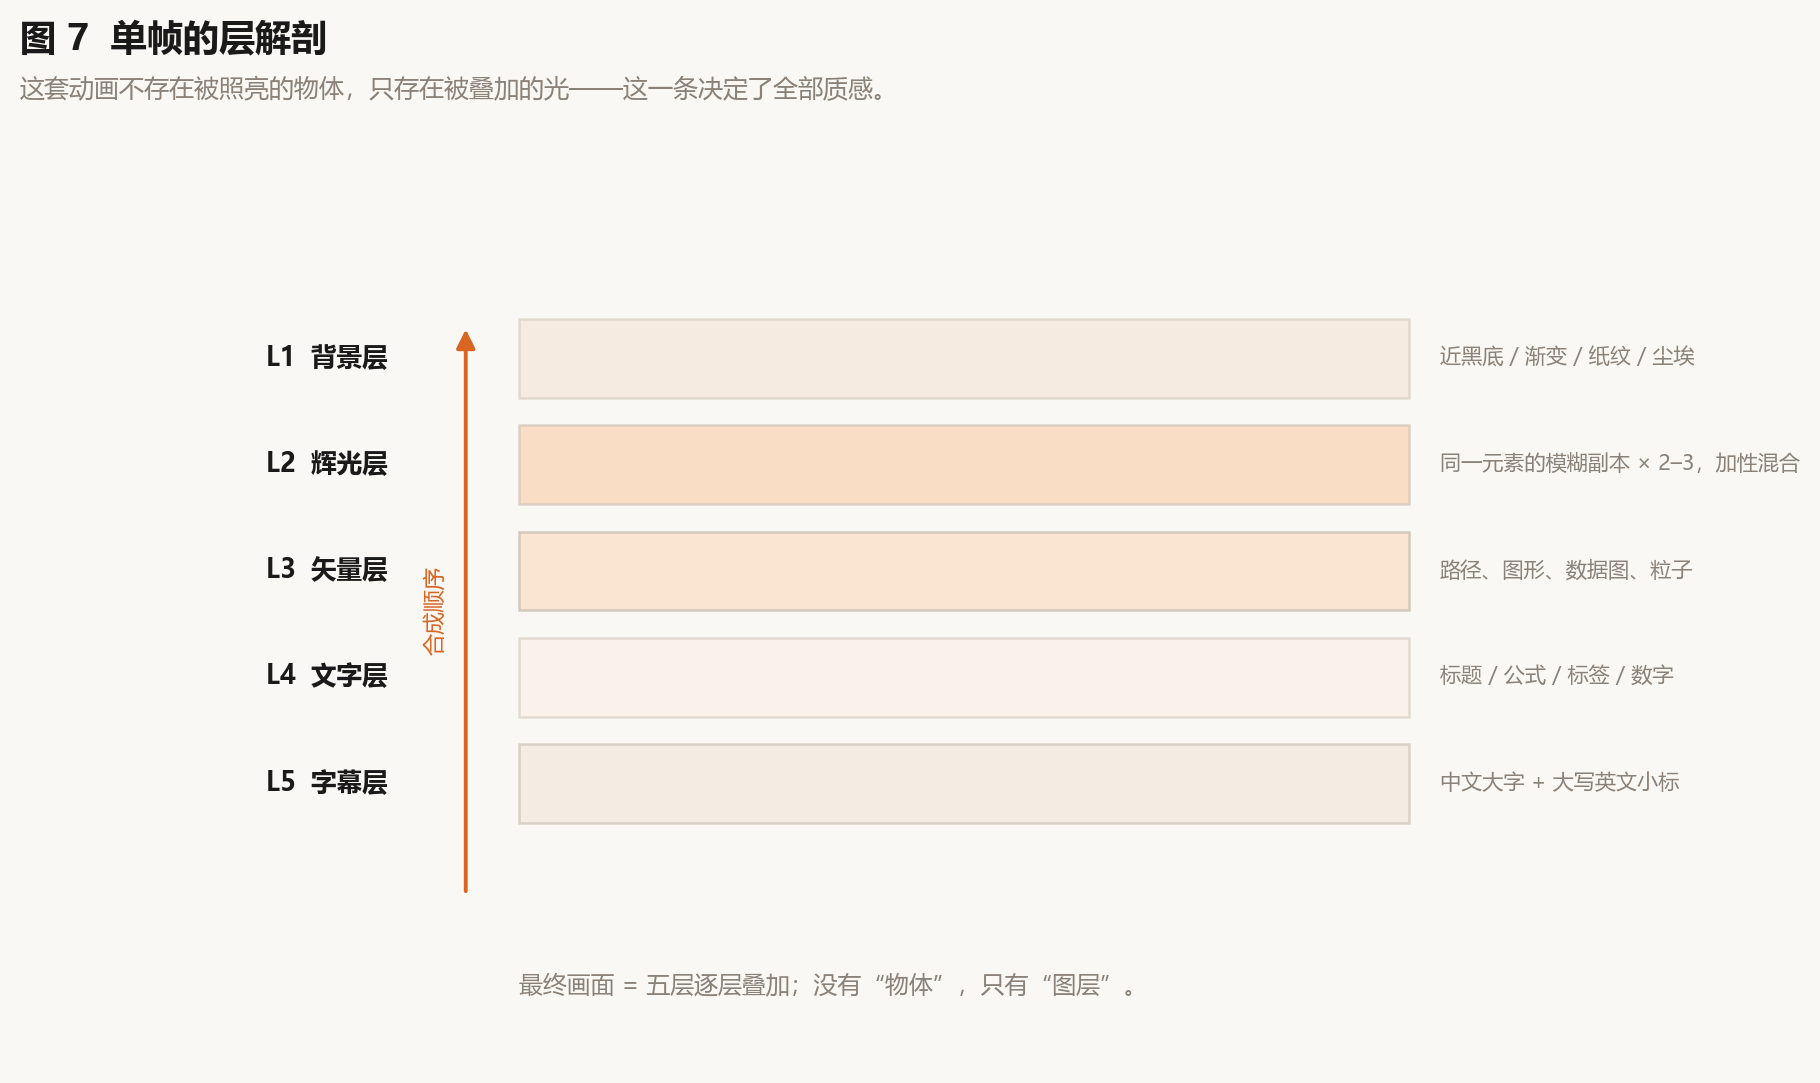 图 7 单帧的层解剖
这套动画不存在被照亮的物体，只存在被叠加的光——这一条决定了全部质感。
L1 背景层
近黑底 / 渐变 / 纸纹 / 尘埃
L2 辉光层
同一元素的模糊副本 × 2–3，加性混合
L3 矢量层
路径、图形、数据图、粒子
合成顺序
L4 文字层
标题 / 公式 / 标签 / 数字
L5 字幕层
中文大字 + 大写英文小标
最终画面 = 五层逐层叠加；没有“物体”，只有“图层”。